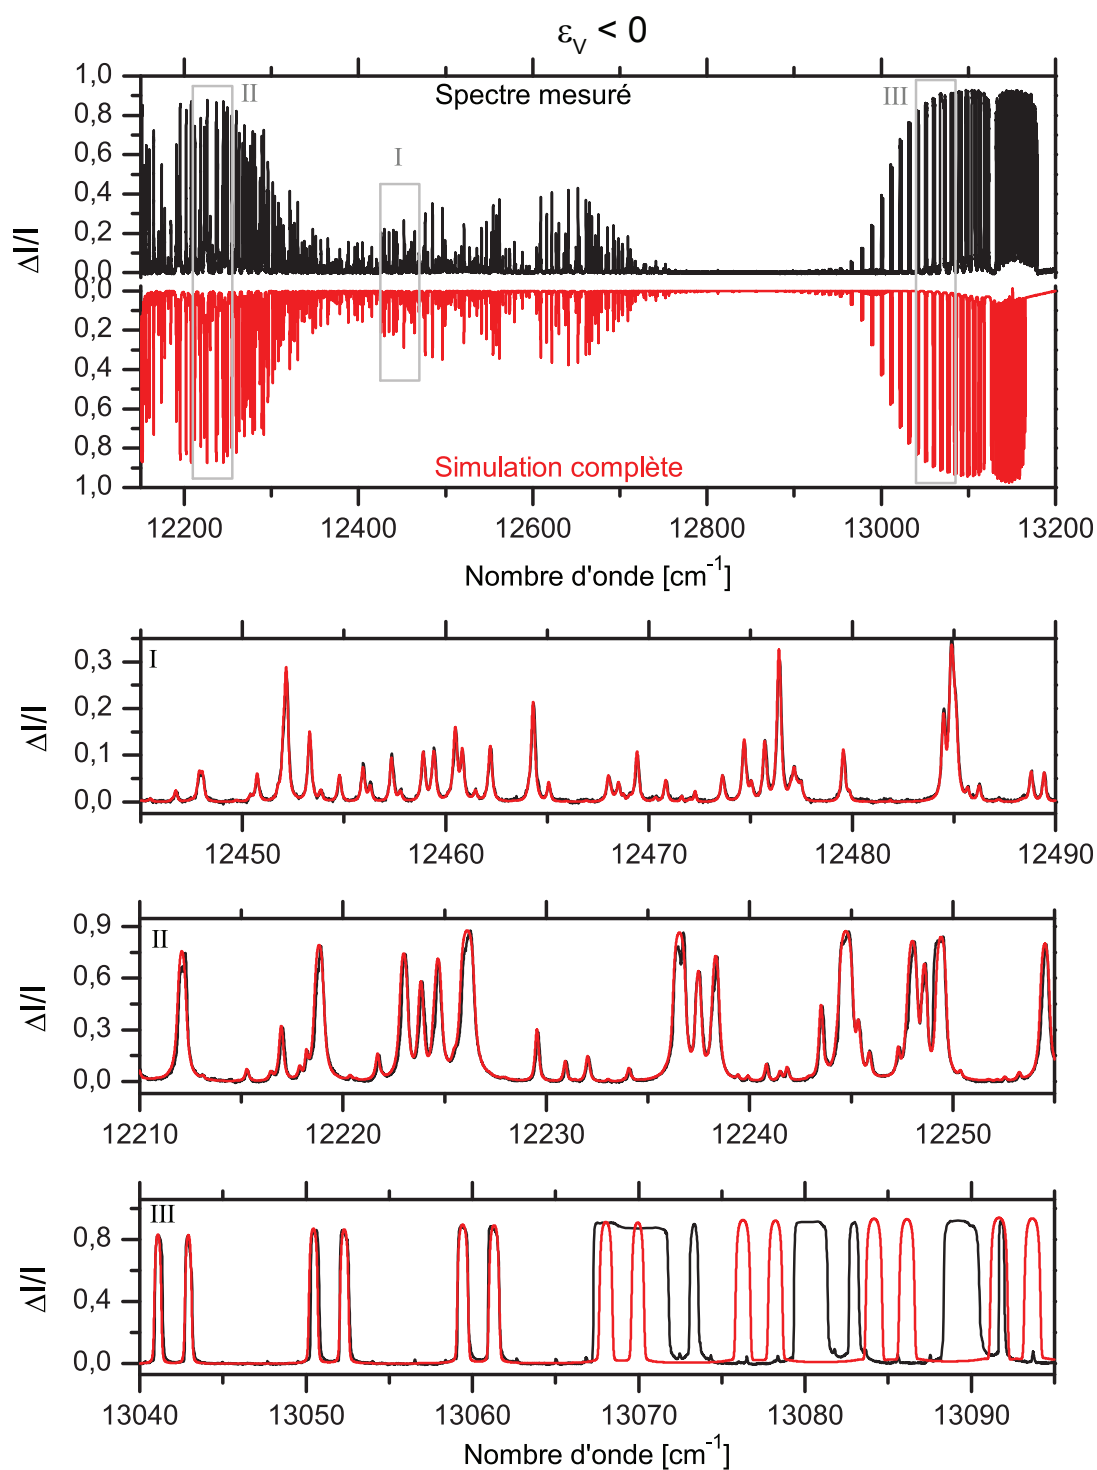 ε_V < 0
1,0
0,8
0,6
0,4
0,2
0,0
0,0
0,2
0,4
0,6
0,8
1,0
ΔI/I
Spectre mesuré
II
I
III
Simulation complète
12200 12400 12600 12800 13000 13200
Nombre d'onde [cm⁻¹]
I
0,3
0,2
0,1
0,0
ΔI/I
12450 12460 12470 12480 12490
II
0,9
0,6
0,3
0,0
ΔI/I
12210 12220 12230 12240 12250
III
0,8
0,4
0,0
ΔI/I
13040 13050 13060 13070 13080 13090
Nombre d'onde [cm⁻¹]